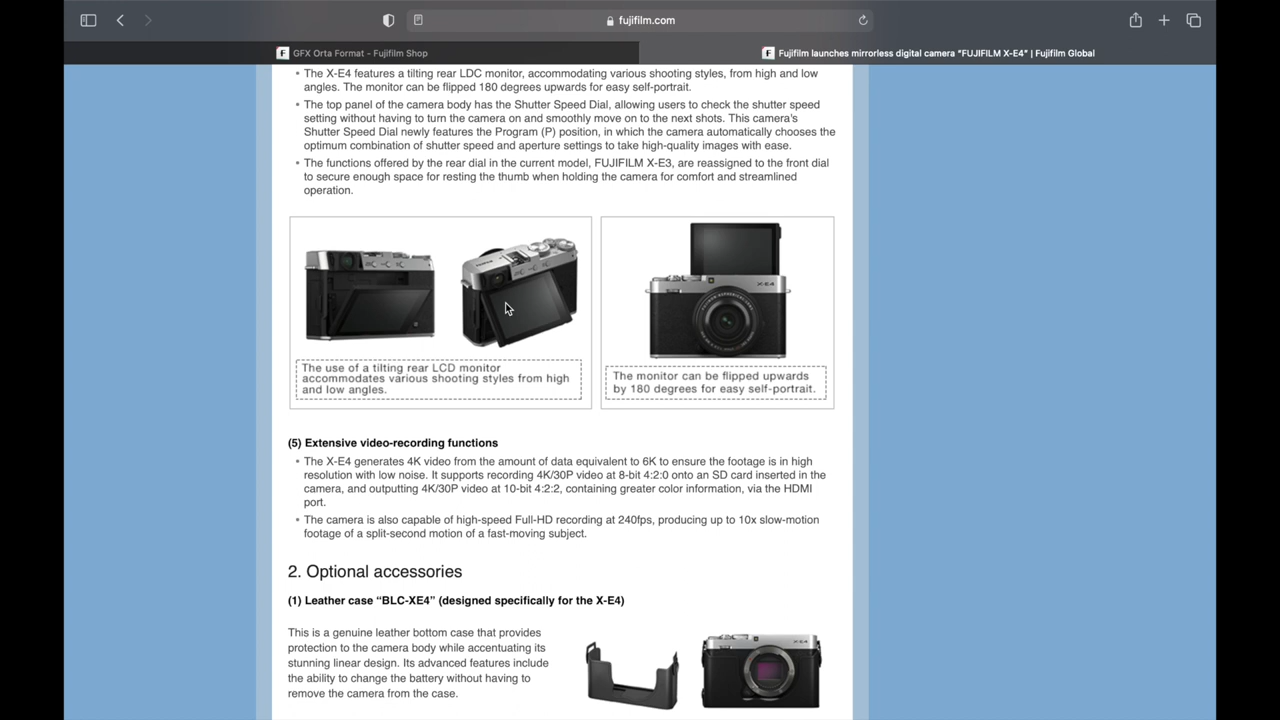 fujifilm.com
GFX Orta Format - Fujifilm Shop
Fujifilm launches mirrorless digital camera “FUJIFILM X-E4” | Fujifilm Global
The X-E4 features a tilting rear LDC monitor, accommodating various shooting styles, from high and low
angles. The monitor can be flipped 180 degrees upwards for easy self-portrait.
The top panel of the camera body has the Shutter Speed Dial, allowing users to check the shutter speed
setting without having to turn the camera on and smoothly move on to the next shots. This camera's
Shutter Speed Dial newly features the Program (P) position, in which the camera automatically chooses the
optimum combination of shutter speed and aperture settings to take high-quality images with ease.
The functions offered by the rear dial in the current model, FUJIFILM X-E3, are reassigned to the front dial
to secure enough space for resting the thumb when holding the camera for comfort and streamlined
operation.
X-E4
The use of a tilting rear LCD monitor
accommodates various shooting styles from high
and low angles.
The monitor can be flipped upwards
by 180 degrees for easy self-portrait.
(5) Extensive video-recording functions
The X-E4 generates 4K video from the amount of data equivalent to 6K to ensure the footage is in high
resolution with low noise. It supports recording 4K/30P video at 8-bit 4:2:0 onto an SD card inserted in the
camera, and outputting 4K/30P video at 10-bit 4:2:2, containing greater color information, via the HDMI
port.
The camera is also capable of high-speed Full-HD recording at 240fps, producing up to 10x slow-motion
footage of a split-second motion of a fast-moving subject.
2. Optional accessories
(1) Leather case “BLC-XE4” (designed specifically for the X-E4)
This is a genuine leather bottom case that provides
protection to the camera body while accentuating its
stunning linear design. Its advanced features include
the ability to change the battery without having to
remove the camera from the case.
X-E4